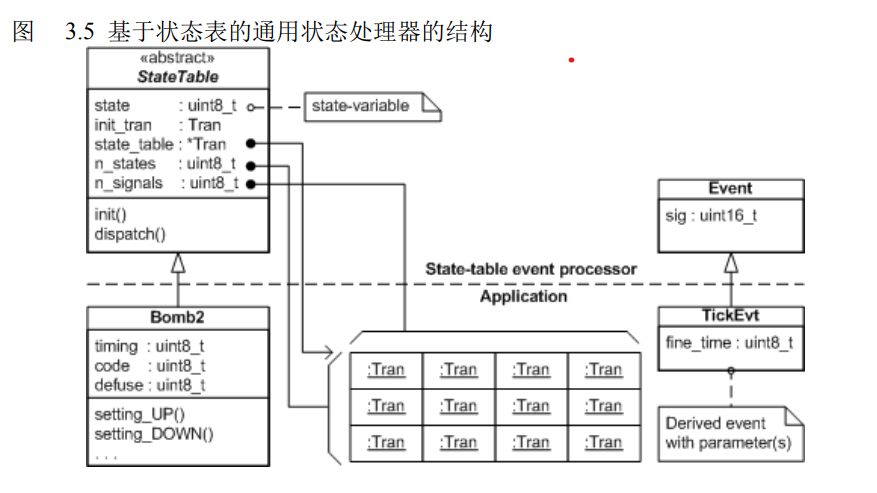 图 3.5 基于状态表的通用状态处理器的结构
«abstract»
StateTable
state : uint8_t
init_tran : Tran
state_table : *Tran
n_states : uint8_t
n_signals : uint8_t
init()
dispatch()
state-variable
Event
sig : uint16_t
State-table event processor
Application
Bomb2
timing : uint8_t
code : uint8_t
defuse : uint8_t
setting_UP()
setting_DOWN()
. . .
:Tran :Tran :Tran :Tran
:Tran :Tran :Tran :Tran
:Tran :Tran :Tran :Tran
TickEvt
fine_time : uint8_t
Derived event
with parameter(s)